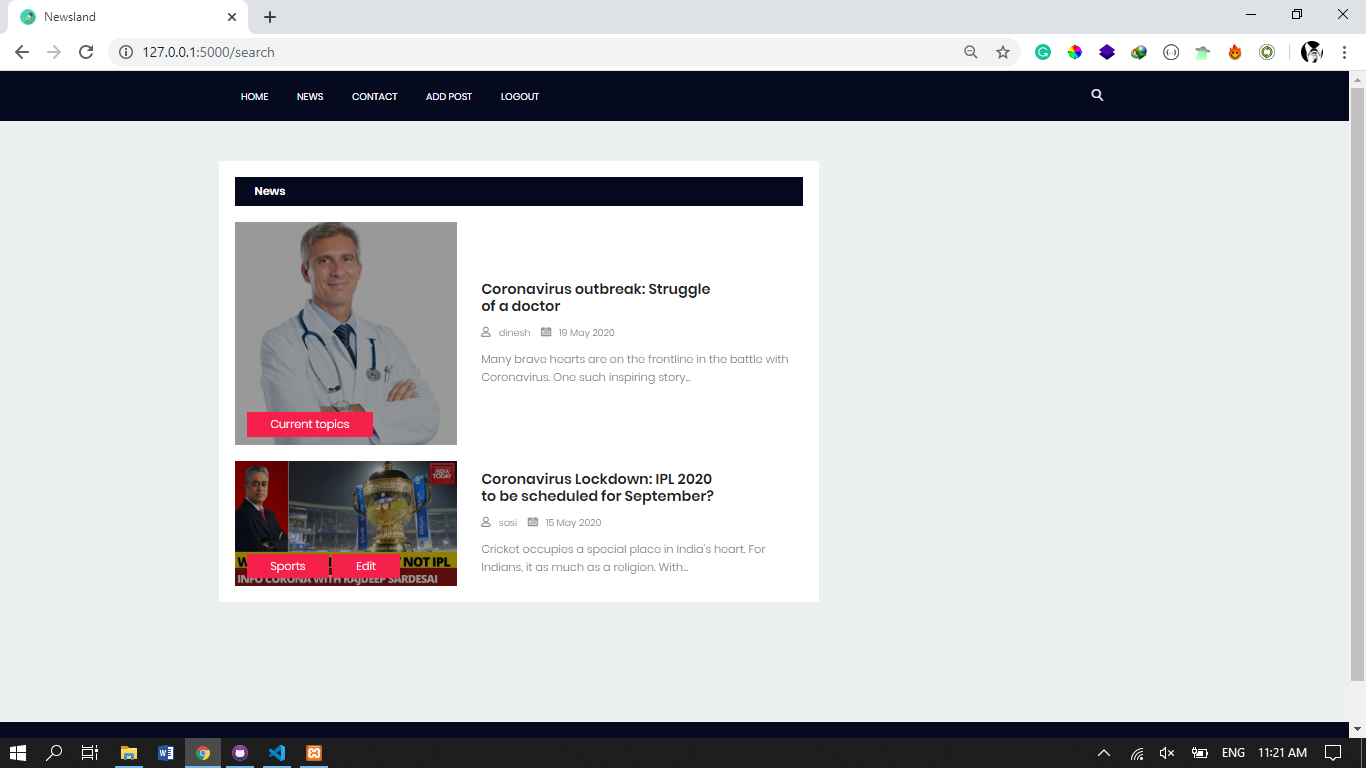 Newsland
127.0.0.1:5000/search
HOME NEWS CONTACT ADD POST LOGOUT
News
Current topics
Coronavirus outbreak: Struggle
of a doctor
dinesh 19 May 2020
Many brave hearts are on the frontline in the battle with
Coronavirus. One such inspiring story...
INDIA
TODAY
NOT IPL
Sports Edit
INFO CORONA WITH RAJDEEP SARDESAI
Coronavirus Lockdown: IPL 2020
to be scheduled for September?
sasi 15 May 2020
Cricket occupies a special place in India's heart. For
Indians, it as much as a religion. With...
ENG 11:21 AM